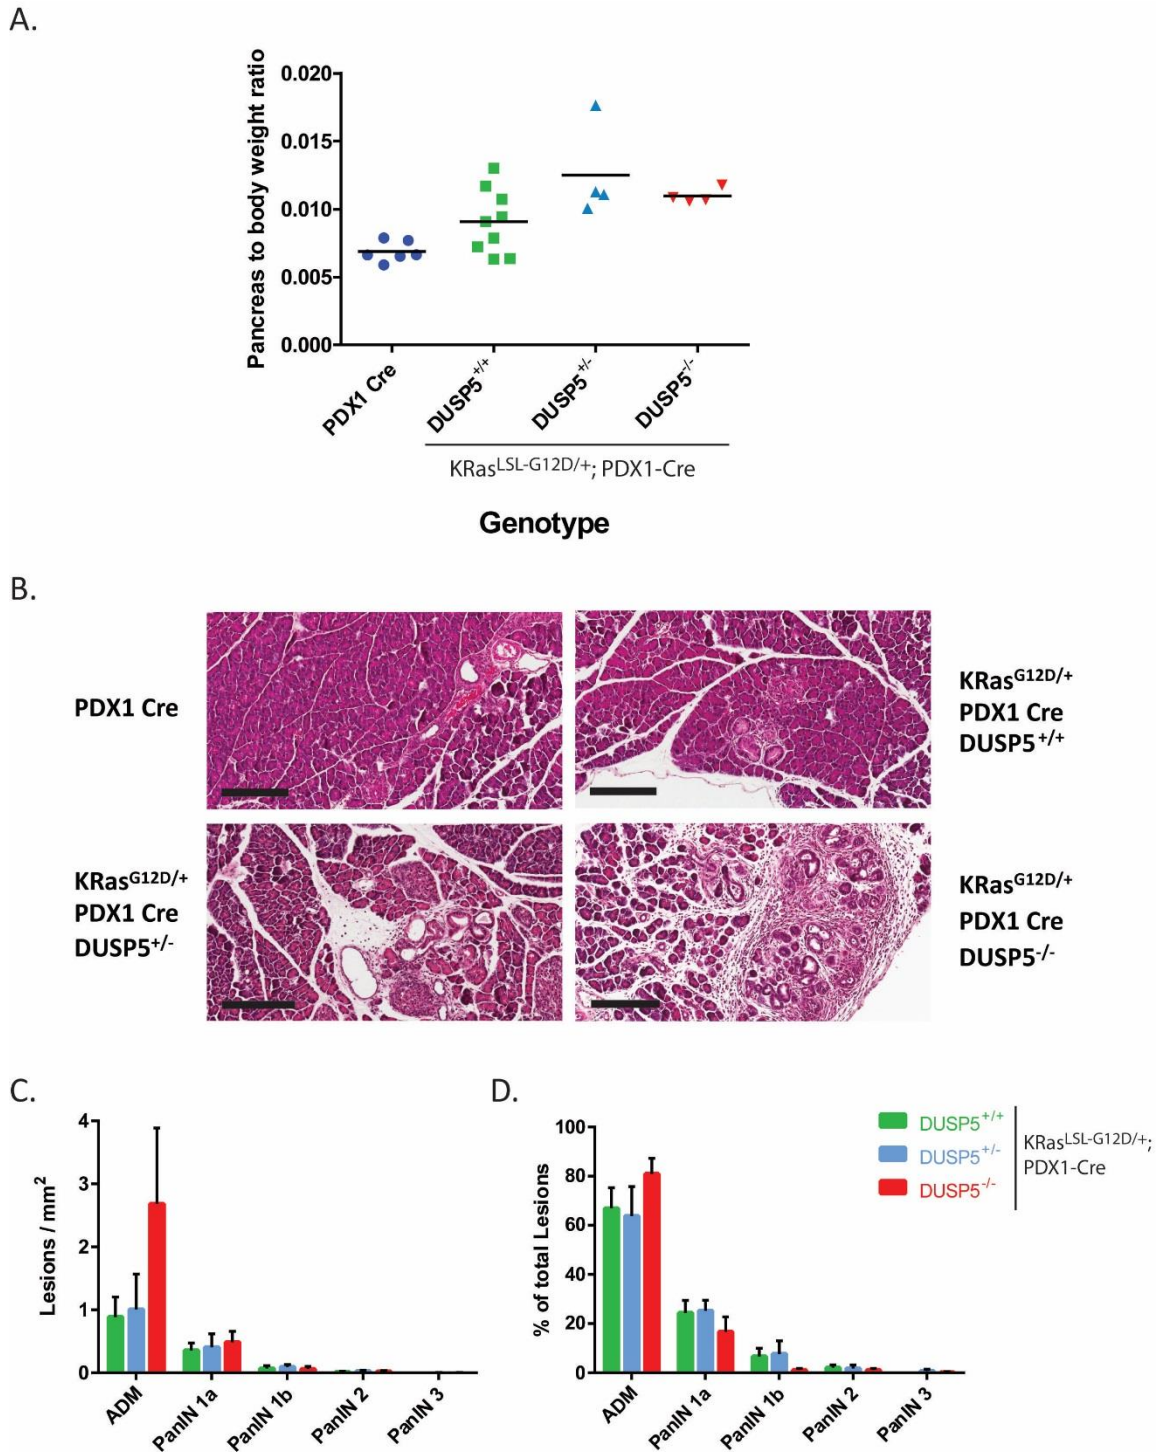 A.
Pancreas to body weight ratio
0.020
0.015
0.010
0.005
0.000
PDX1 Cre
DUSP5+/+
DUSP5+/-
DUSP5-/-
KRasLSL-G12D/+; PDX1-Cre
Genotype
B.
PDX1 Cre
KRasG12D/+
PDX1 Cre
DUSP5+/+
KRasG12D/+
PDX1 Cre
DUSP5+/-
KRasG12D/+
PDX1 Cre
DUSP5-/-
C.
Lesions / mm2
4
3
2
1
0
ADM
PanIN 1a
PanIN 1b
PanIN 2
PanIN 3
D.
% of total Lesions
100
80
60
40
20
0
ADM
PanIN 1a
PanIN 1b
PanIN 2
PanIN 3
DUSP5+/+
DUSP5+/-
DUSP5-/-
KRasLSL-G12D/+;
PDX1-Cre